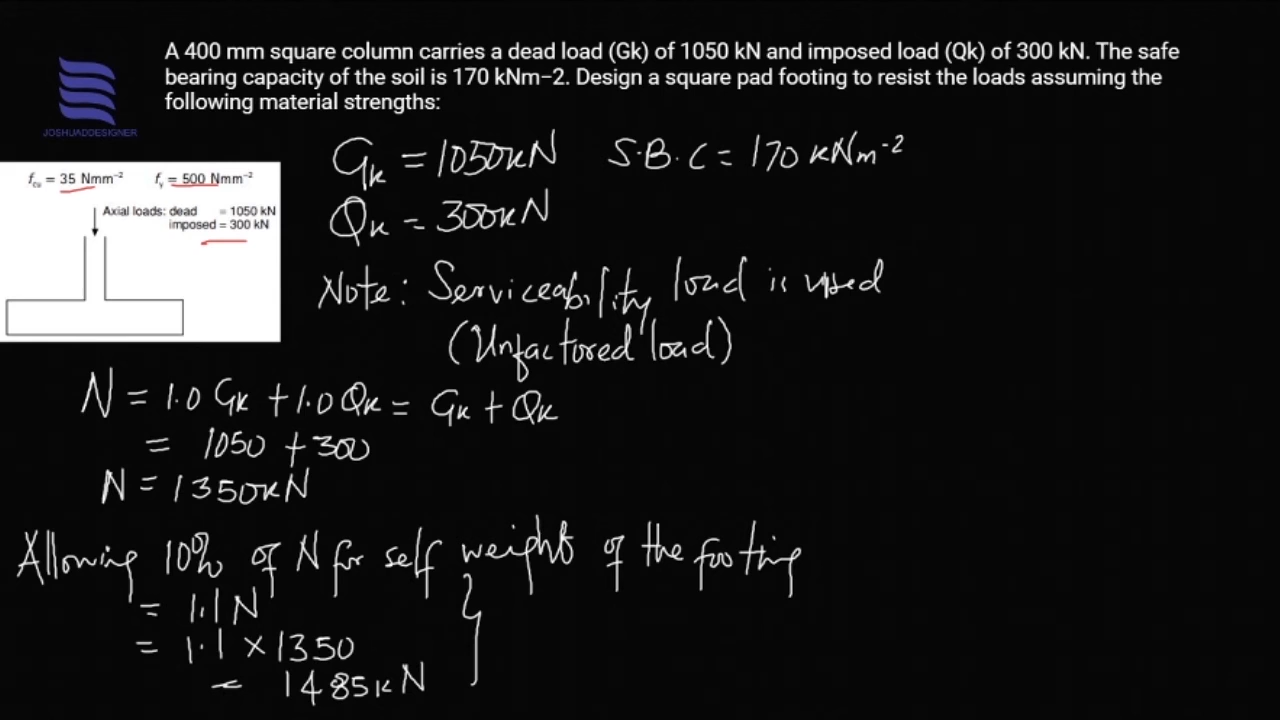 A 400 mm square column carries a dead load (Gk) of 1050 kN and imposed load (Qk) of 300 kN. The safe
bearing capacity of the soil is 170 kNm−2. Design a square pad footing to resist the loads assuming the
following material strengths:
JOSHUADDESIGNER
f_cu = 35 Nmm⁻² f_y = 500 Nmm⁻²
Axial loads: dead = 1050 kN
imposed = 300 kN
Gk = 1050kN S.B.C = 170 kNm⁻²
Qk = 300kN
Note: Serviceability load is used
(Unfactored load)
N = 1.0 Gk + 1.0 Qk = Gk + Qk
= 1050 + 300
N = 1350kN
Allowing 10% of N for self weight of the footing
= 1.1N
= 1.1 × 1350
= 1485kN